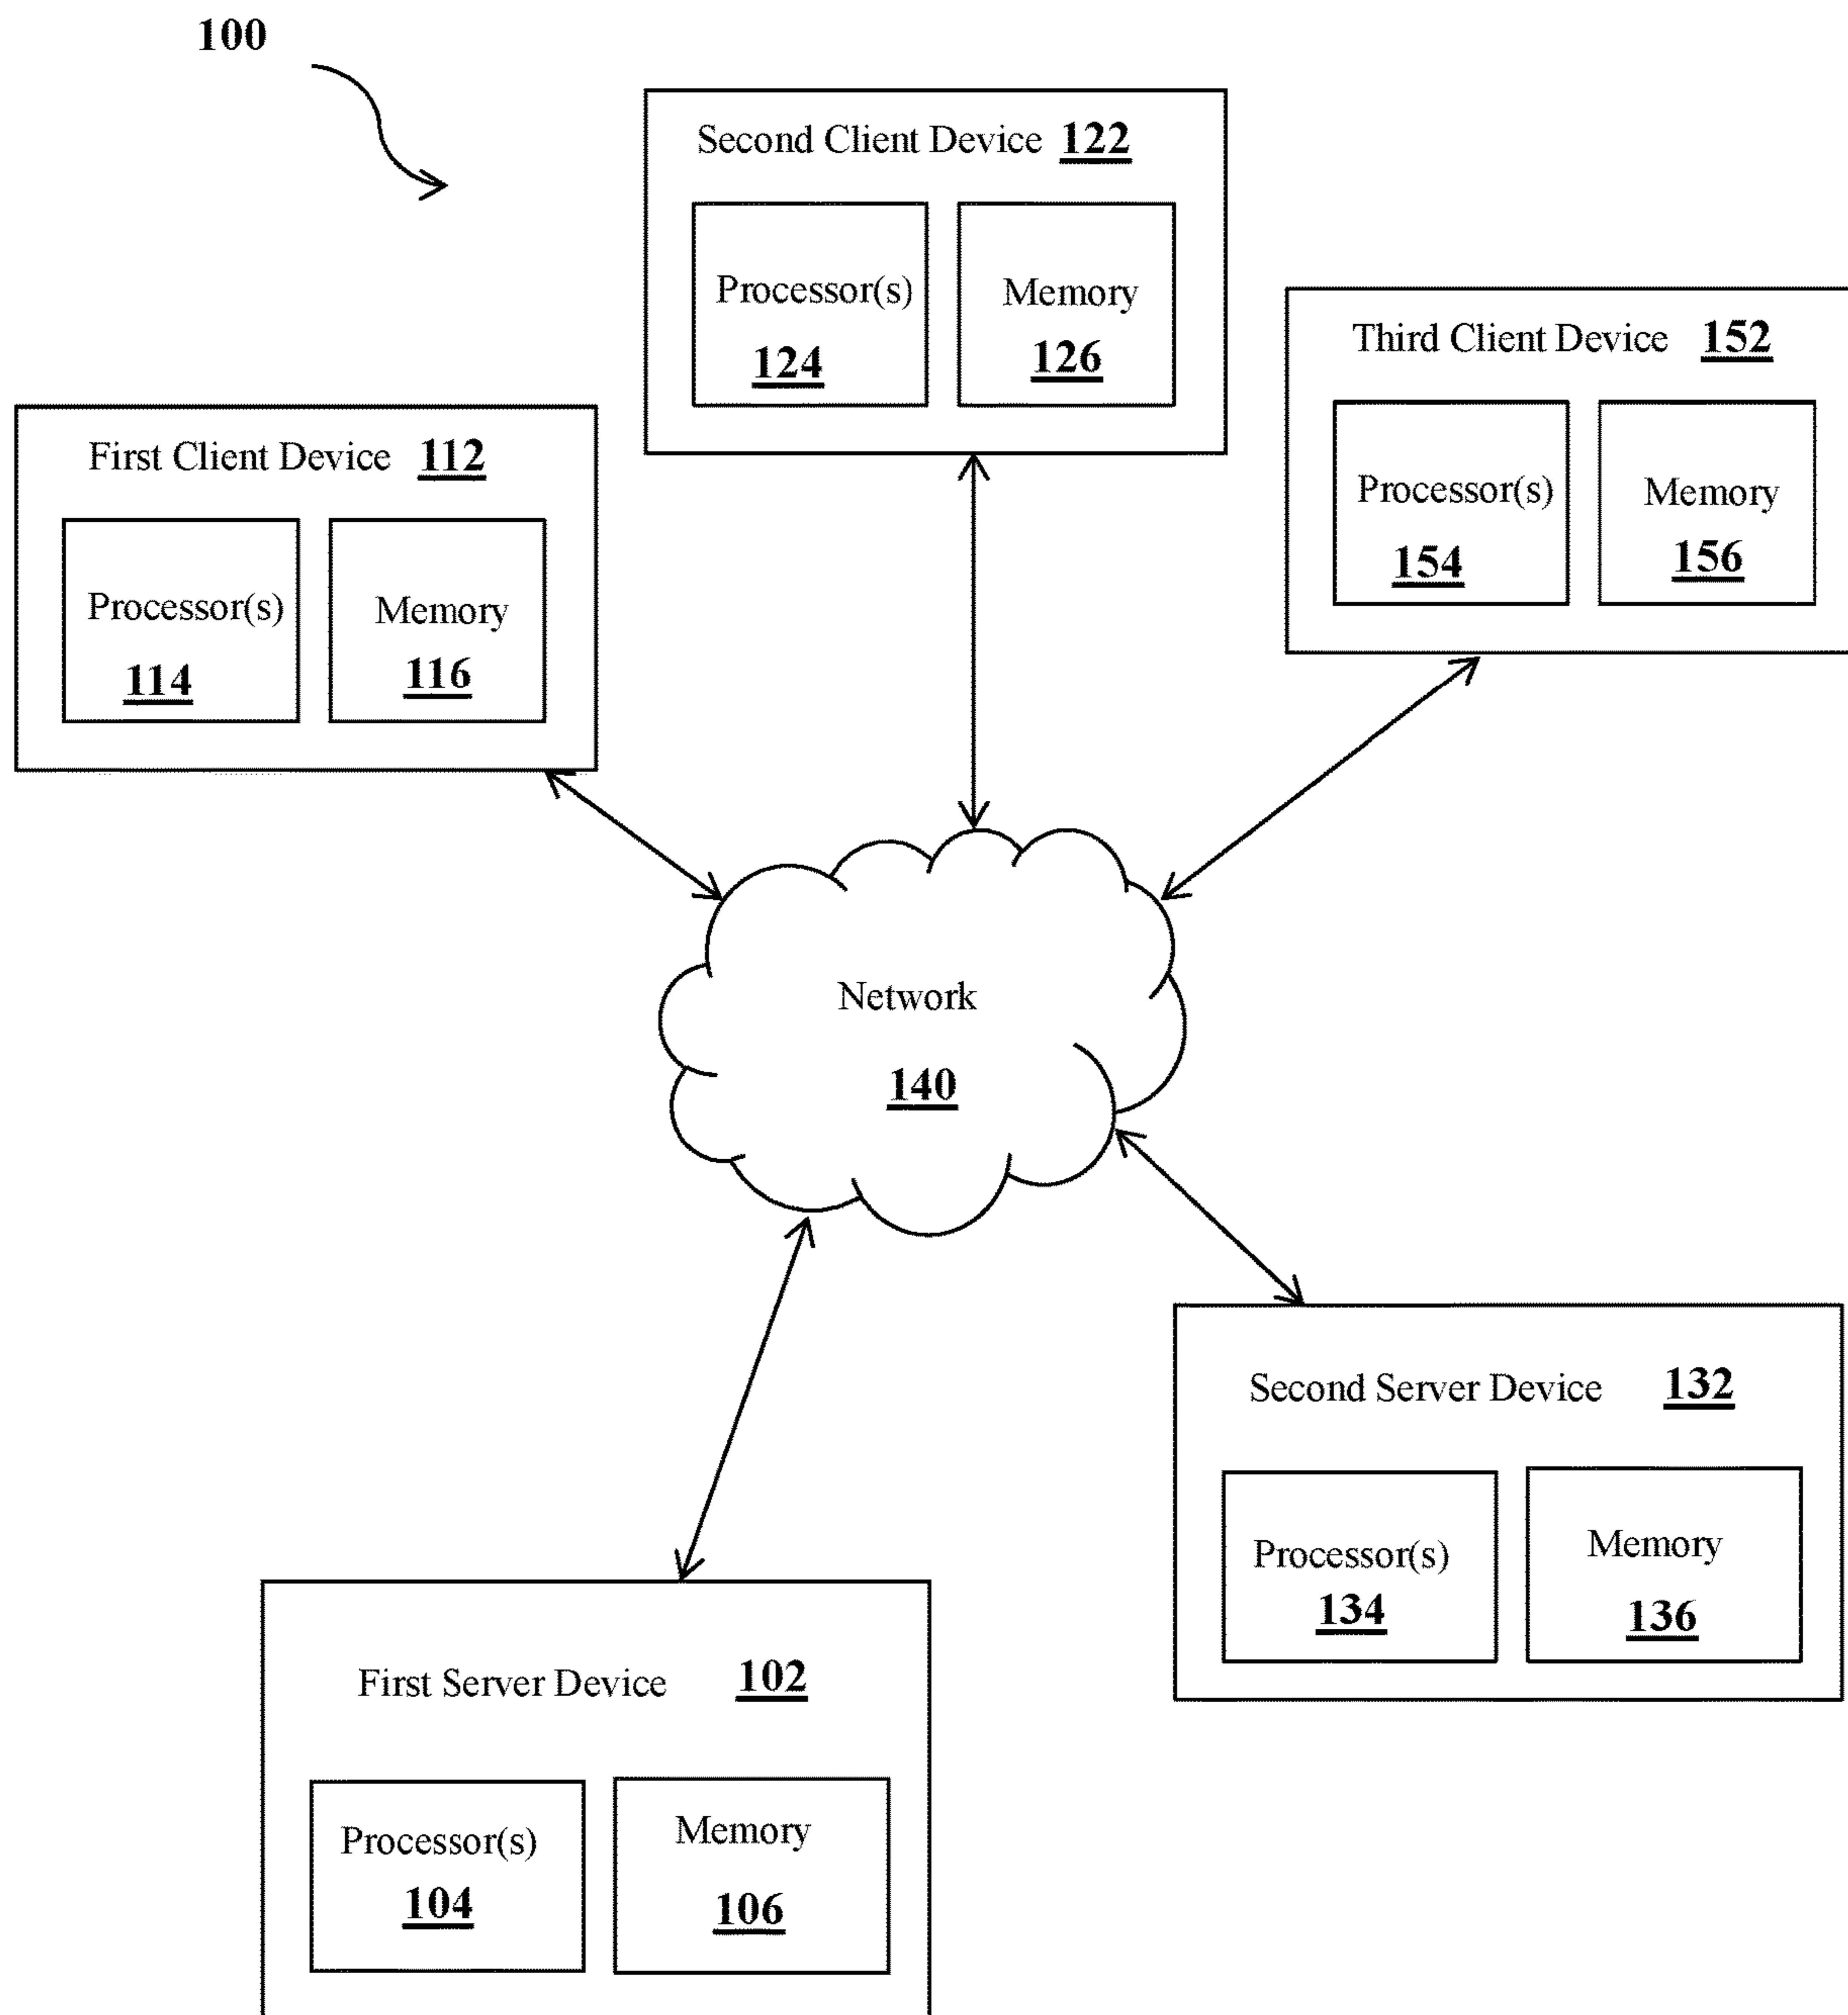 100
Second Client Device 122
Processor(s)
124
Memory
126
Third Client Device 152
Processor(s)
154
Memory
156
First Client Device 112
Processor(s)
114
Memory
116
Network
140
Second Server Device 132
Processor(s)
134
Memory
136
First Server Device 102
Processor(s)
104
Memory
106